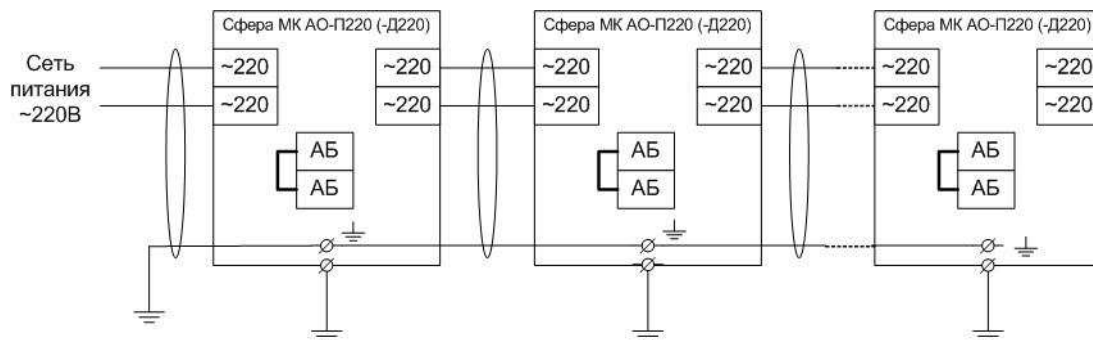 Сфера МК АО-П220 (-Д220) Сфера МК АО-П220 (-Д220) Сфера МК АО-П220 (-Д220)
Сеть
питания
~220В
~220 ~220 ~220 ~220 ~220 ~220
~220 ~220 ~220 ~220 ~220 ~220
АБ АБ АБ
АБ АБ АБ